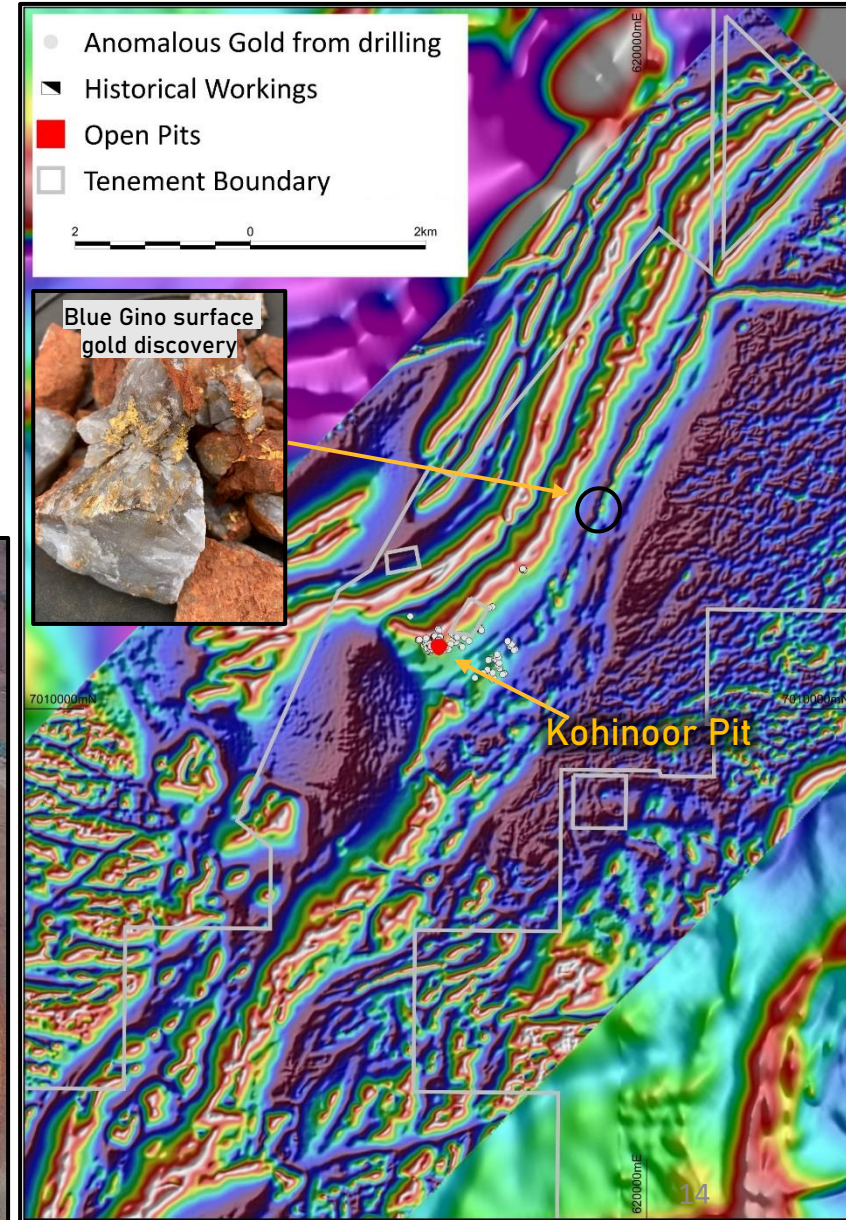 Anomalous Gold from drilling
Historical Workings
Open Pits
Tenement Boundary
2 0 2km
620000mE
Blue Gino surface
gold discovery
7010000mN
7010000mN
Kohinoor Pit
620000mE
14